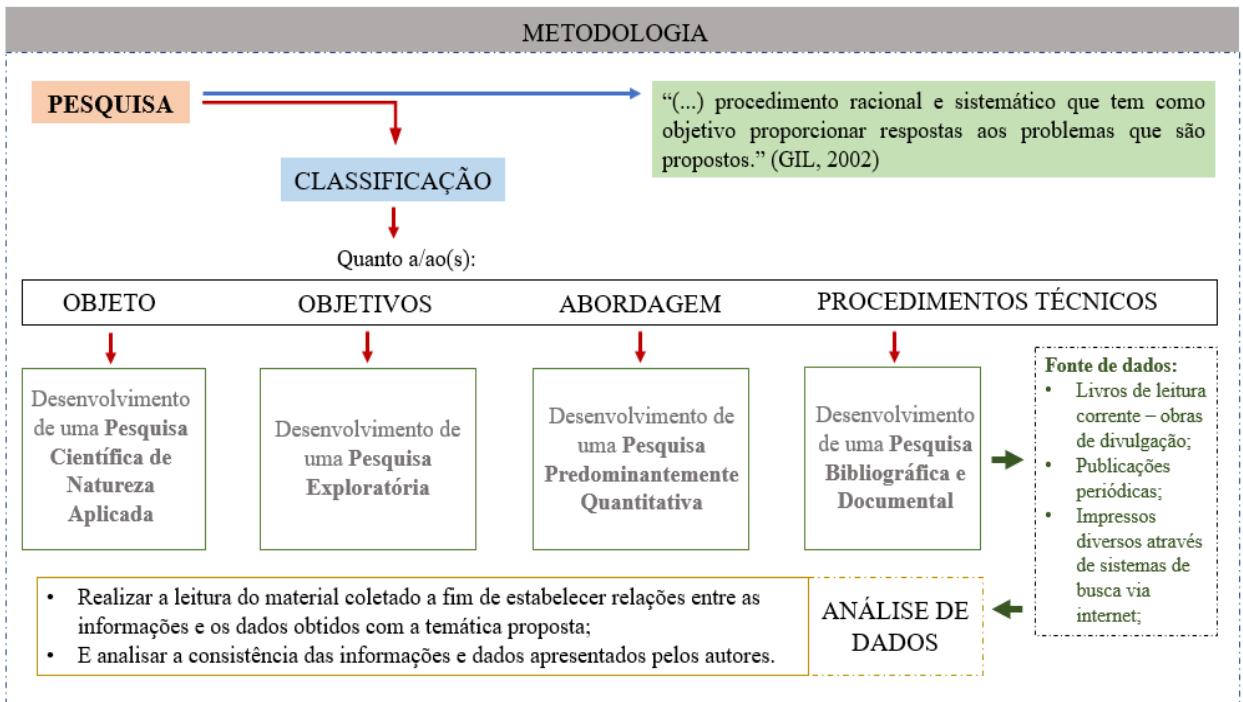 METODOLOGIA
PESQUISA
“(...) procedimento racional e sistemático que tem como
objetivo proporcionar respostas aos problemas que são
propostos.” (GIL, 2002)
CLASSIFICAÇÃO
Quanto a/ao(s):
OBJETO
OBJETIVOS
ABORDAGEM
PROCEDIMENTOS TÉCNICOS
Desenvolvimento
de uma Pesquisa
Científica de
Natureza
Aplicada
Desenvolvimento de
uma Pesquisa
Exploratória
Desenvolvimento de
uma Pesquisa
Predominantemente
Quantitativa
Desenvolvimento
de uma Pesquisa
Bibliográfica e
Documental
Fonte de dados:
• Livros de leitura
corrente – obras
de divulgação;
• Publicações
periódicas;
• Impressos
diversos através
de sistemas de
busca via
internet;
• Realizar a leitura do material coletado a fim de estabelecer relações entre as
informações e os dados obtidos com a temática proposta;
• E analisar a consistência das informações e dados apresentados pelos autores.
ANÁLISE DE
DADOS